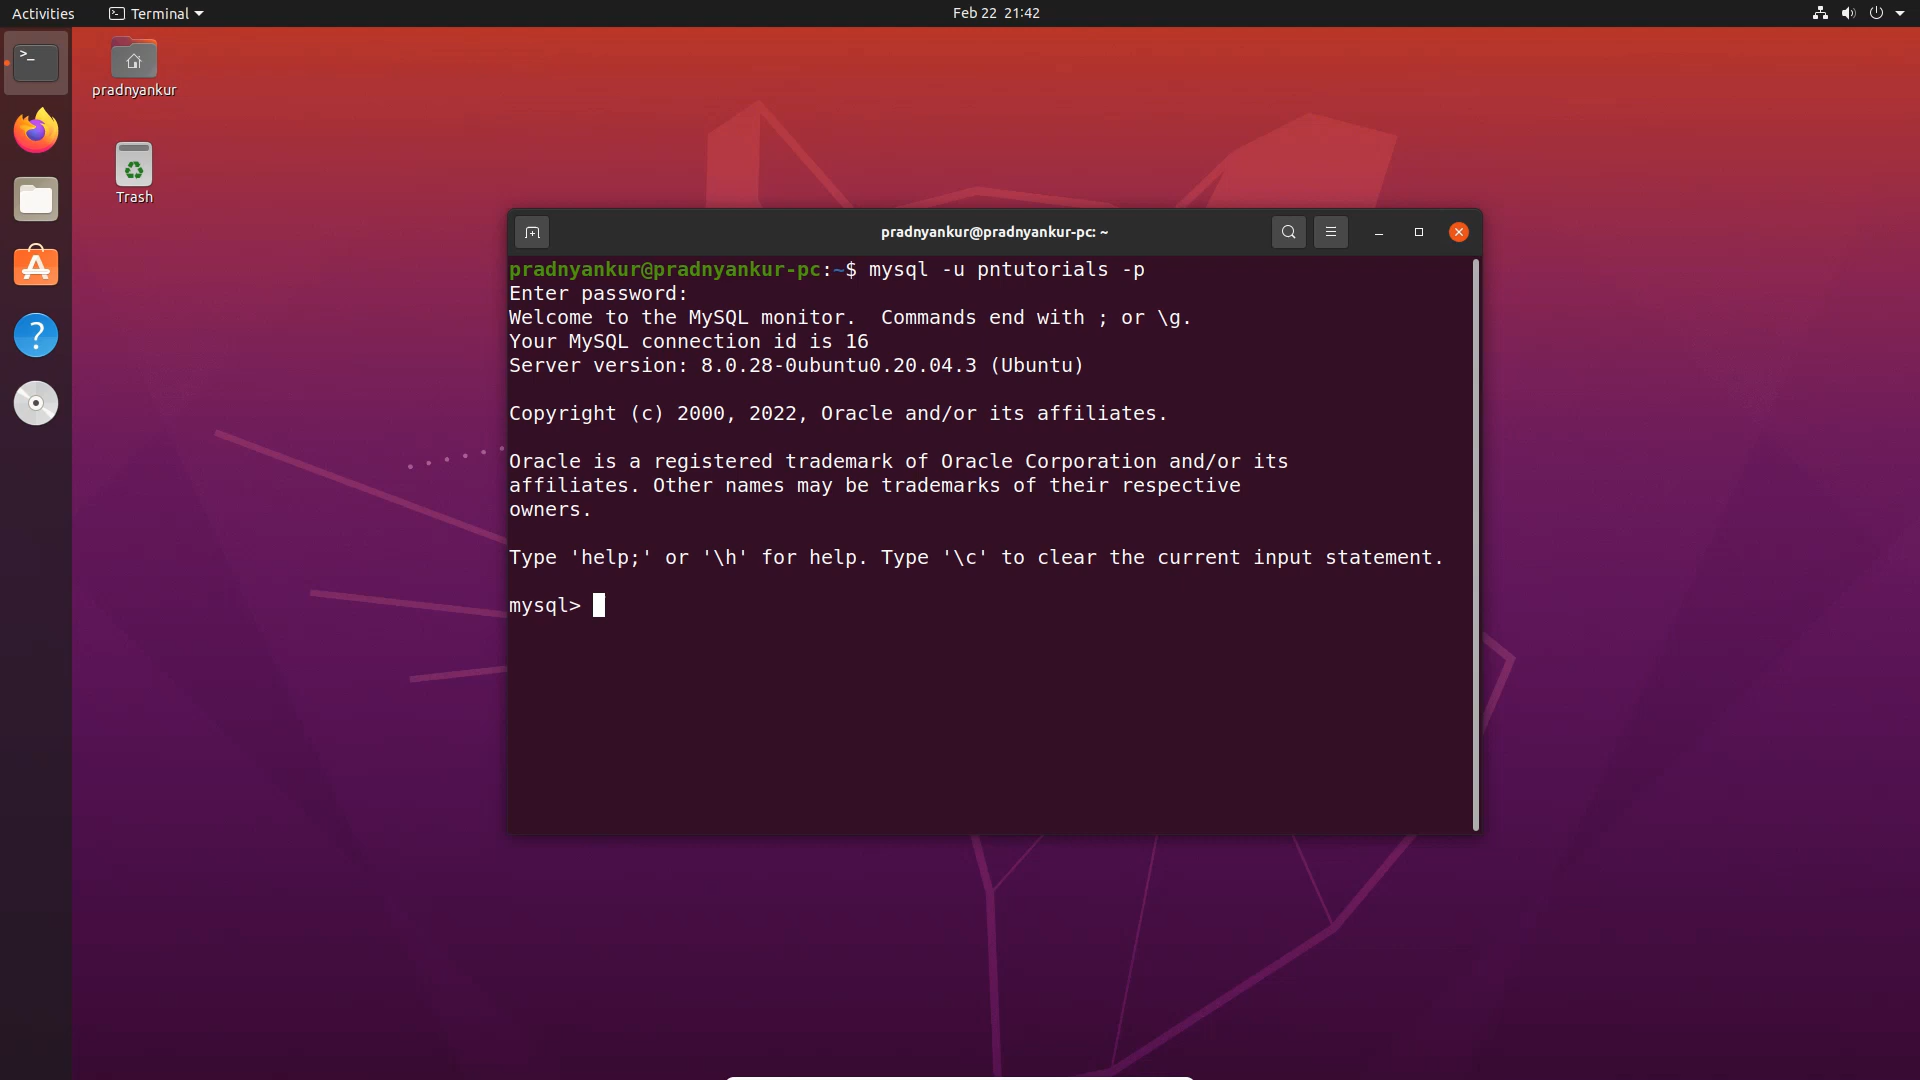 Activities
Terminal
Feb 22 21:42
pradnyankur
Trash
pradnyankur@pradnyankur-pc: ~
pradnyankur@pradnyankur-pc:~$ mysql -u pntutorials -p
Enter password:
Welcome to the MySQL monitor.  Commands end with ; or \g.
Your MySQL connection id is 16
Server version: 8.0.28-0ubuntu0.20.04.3 (Ubuntu)
Copyright (c) 2000, 2022, Oracle and/or its affiliates.
Oracle is a registered trademark of Oracle Corporation and/or its
affiliates. Other names may be trademarks of their respective
owners.
Type 'help;' or '\h' for help. Type '\c' to clear the current input statement.
mysql>